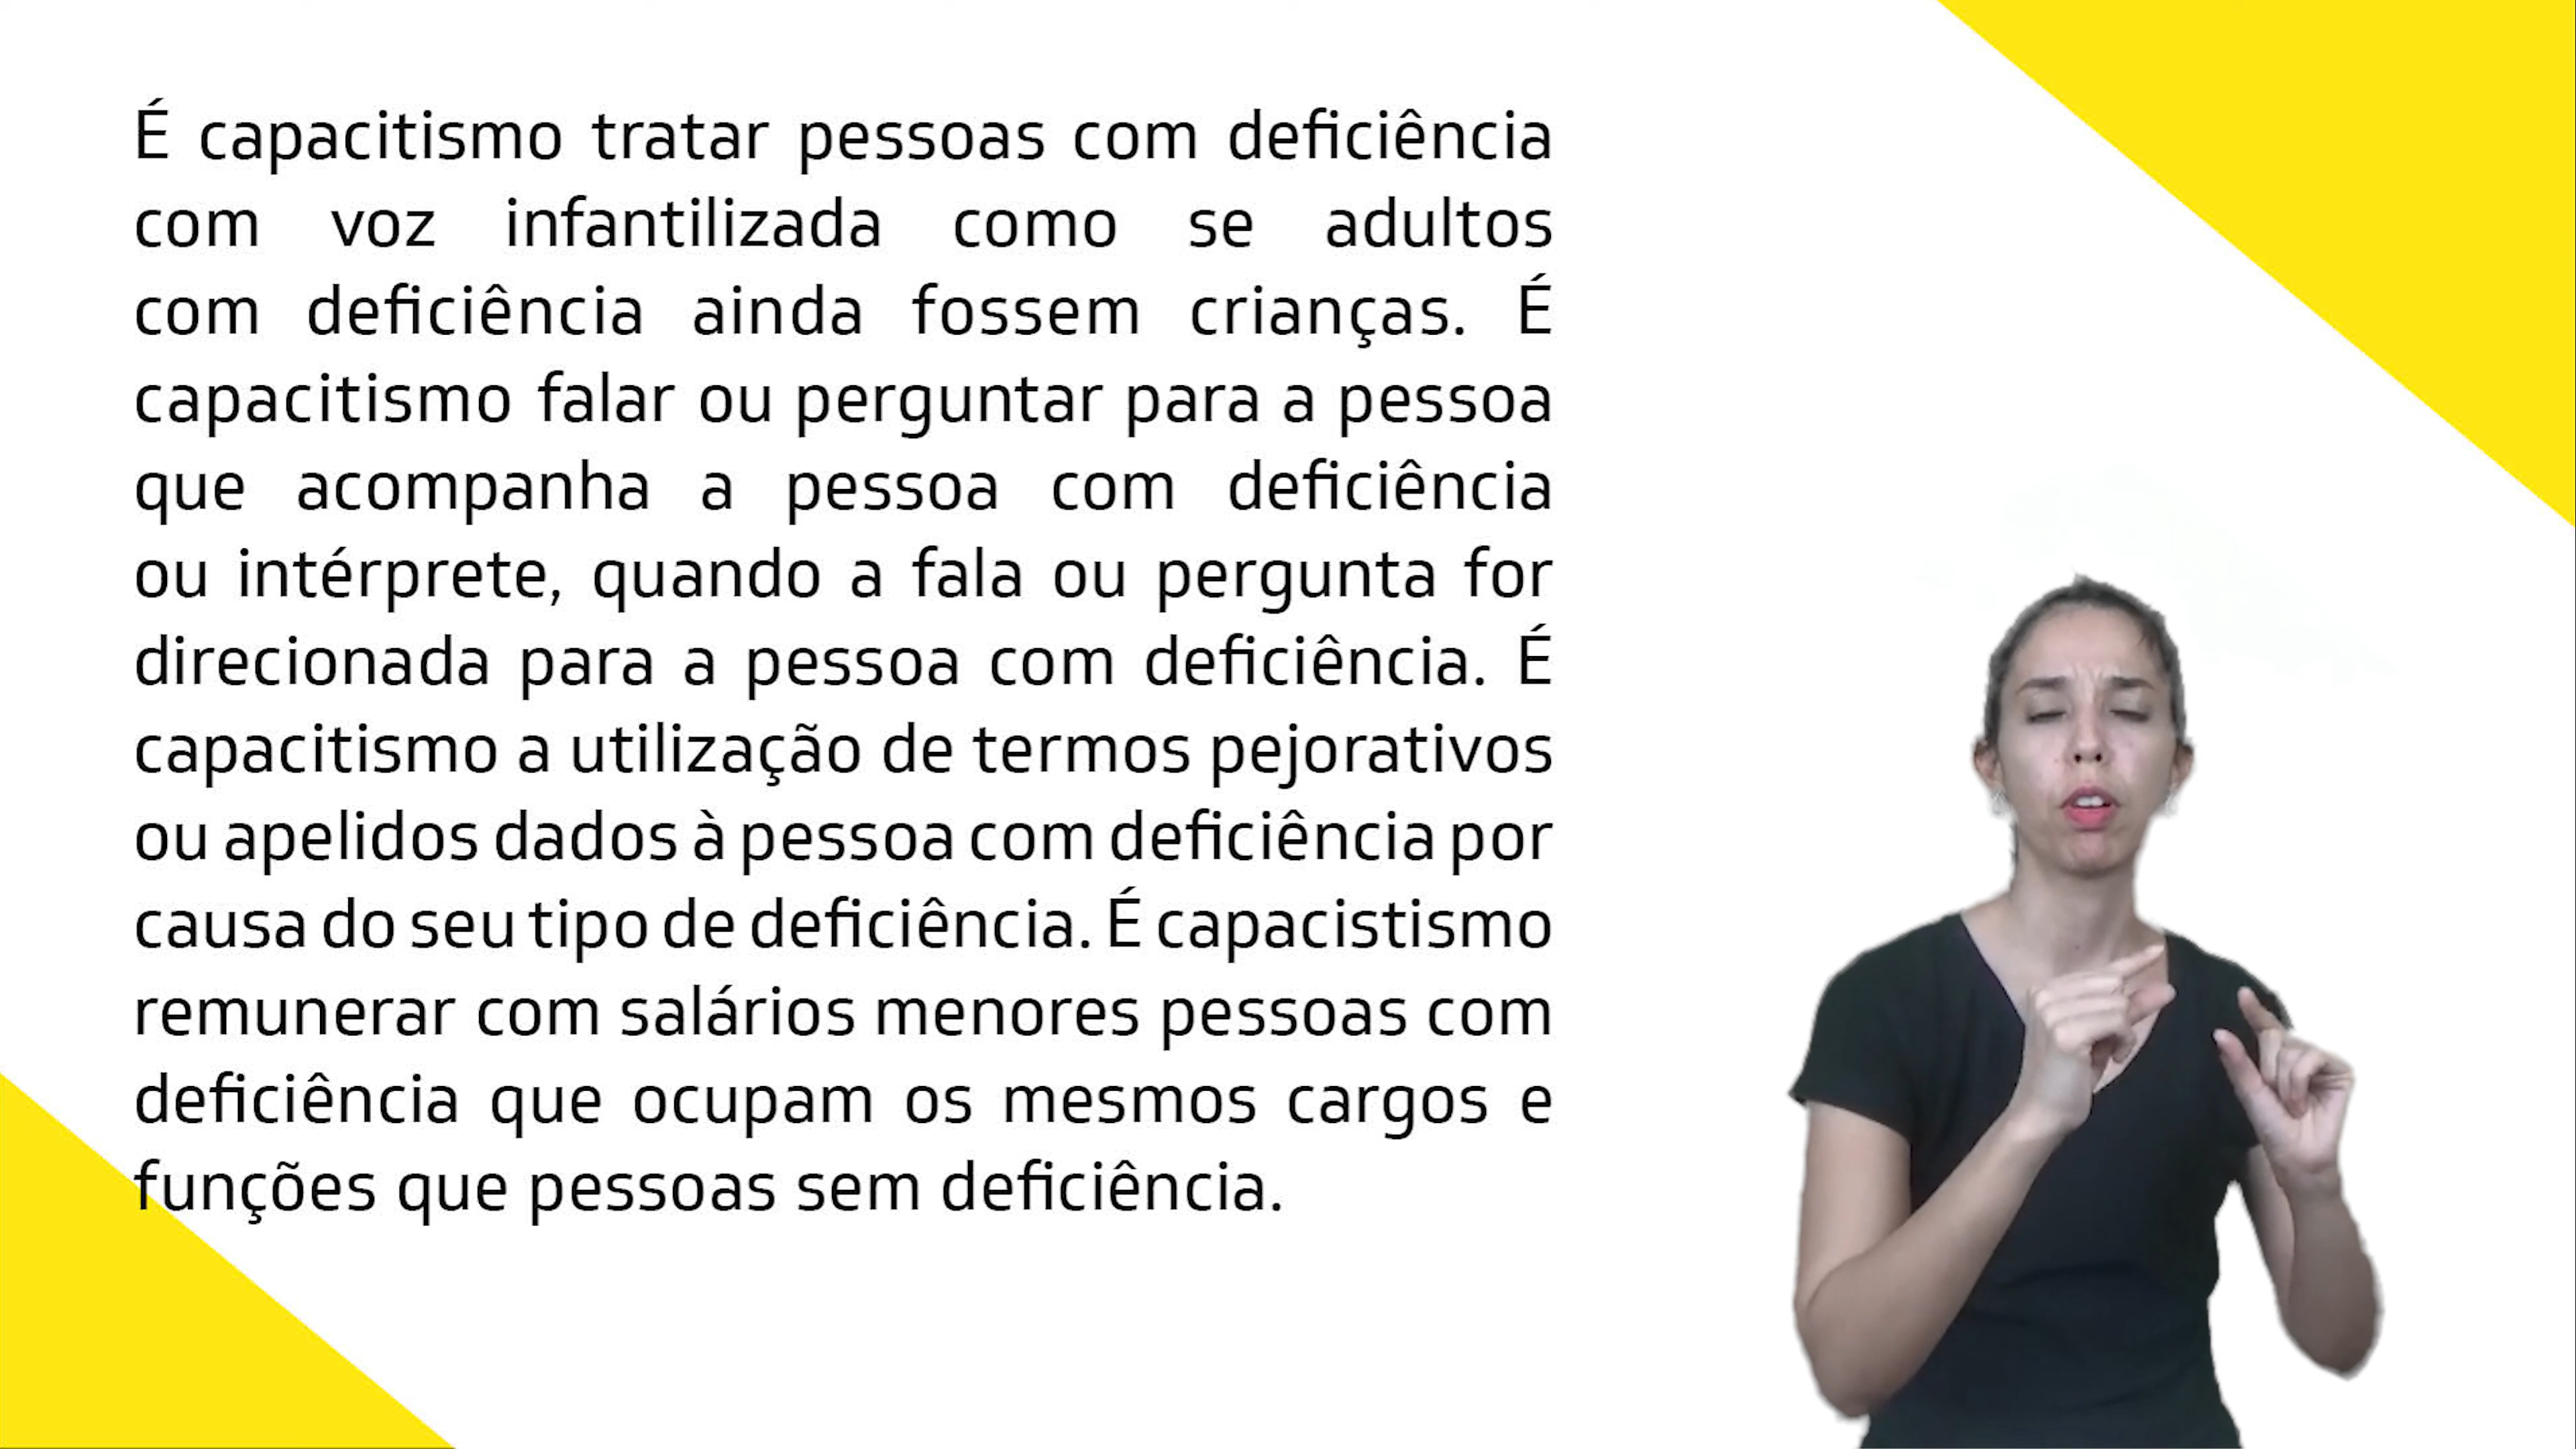 É capacitismo tratar pessoas com deficiência
com voz infantilizada como se adultos
com deficiência ainda fossem crianças. É
capacitismo falar ou perguntar para a pessoa
que acompanha a pessoa com deficiência
ou intérprete, quando a fala ou pergunta for
direcionada para a pessoa com deficiência. É
capacitismo a utilização de termos pejorativos
ou apelidos dados à pessoa com deficiência por
causa do seu tipo de deficiência. É capacistismo
remunerar com salários menores pessoas com
deficiência que ocupam os mesmos cargos e
funções que pessoas sem deficiência.